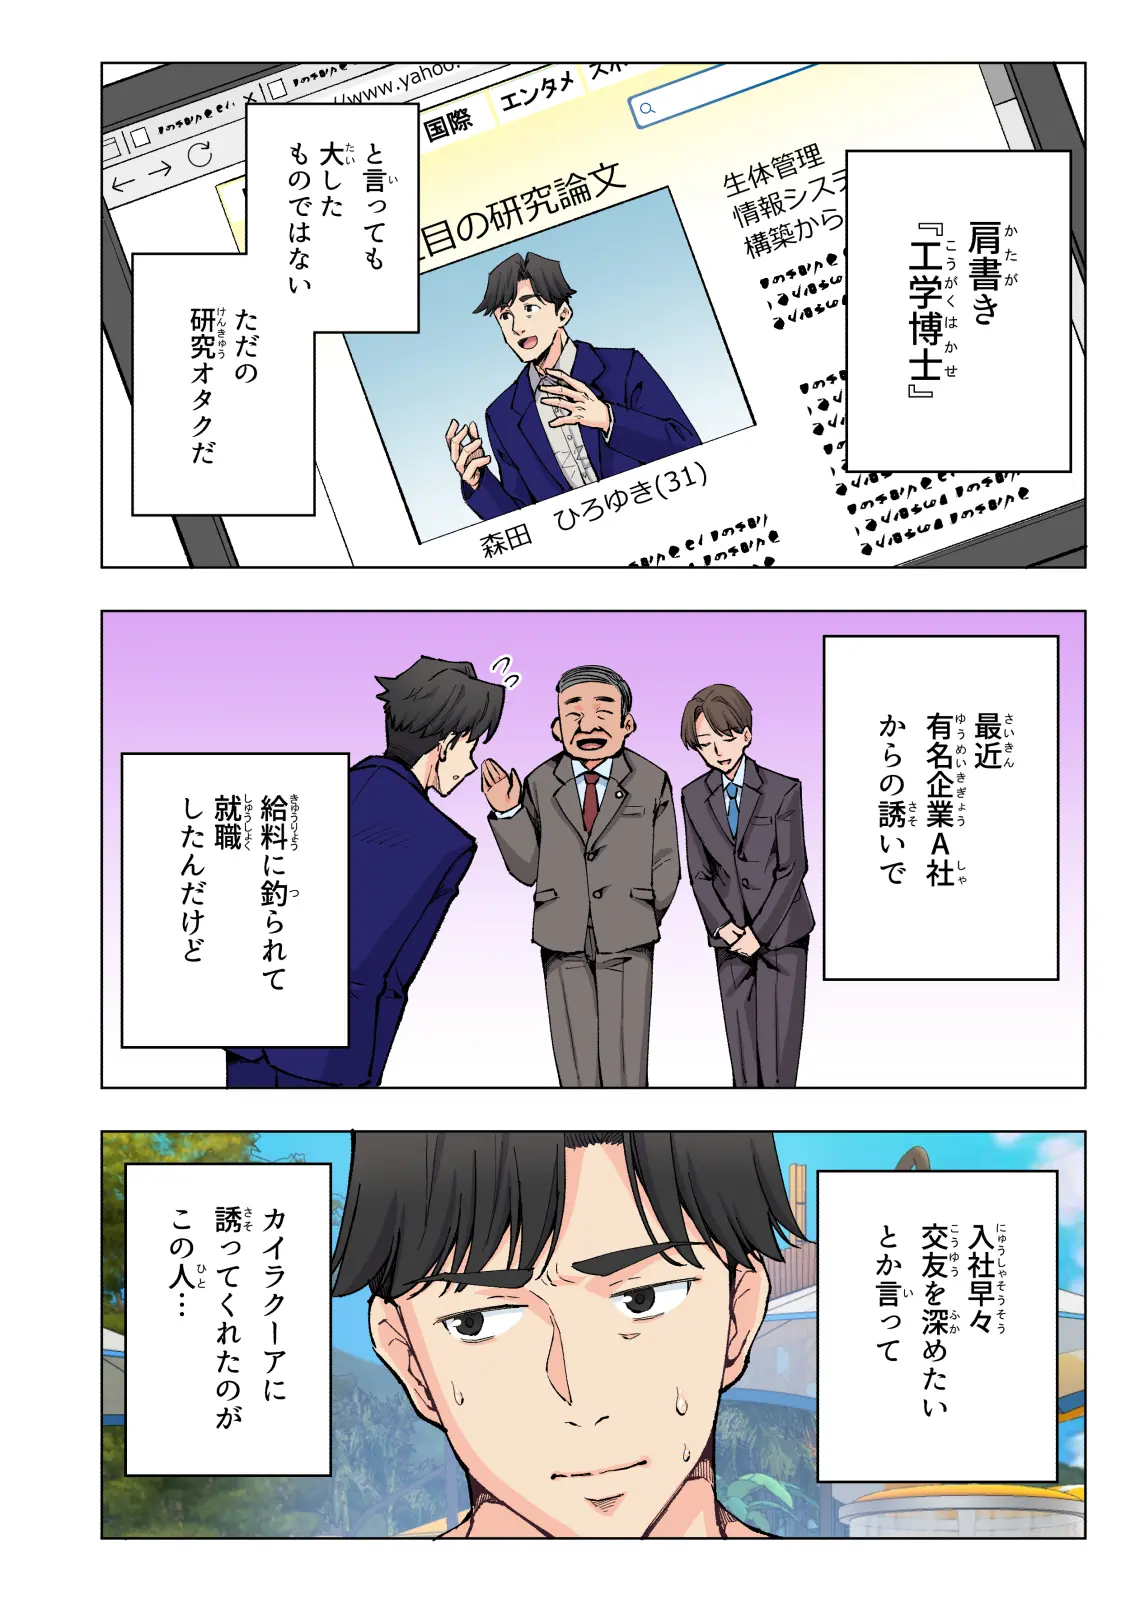 肩書き
『工学博士』
と言っても
大した
ものではない
ただの
研究オタクだ
www.yahoo.
国際
エンタメ
スポ
目の研究論文
生体管理
情報システ
構築から
森田 ひろゆき(31)
最近
有名企業A社
からの誘いで
給料に釣られて
就職
したんだけど
入社早々
交友を深めたい
とか言って
カイラクーアに
誘ってくれたのが
この人…